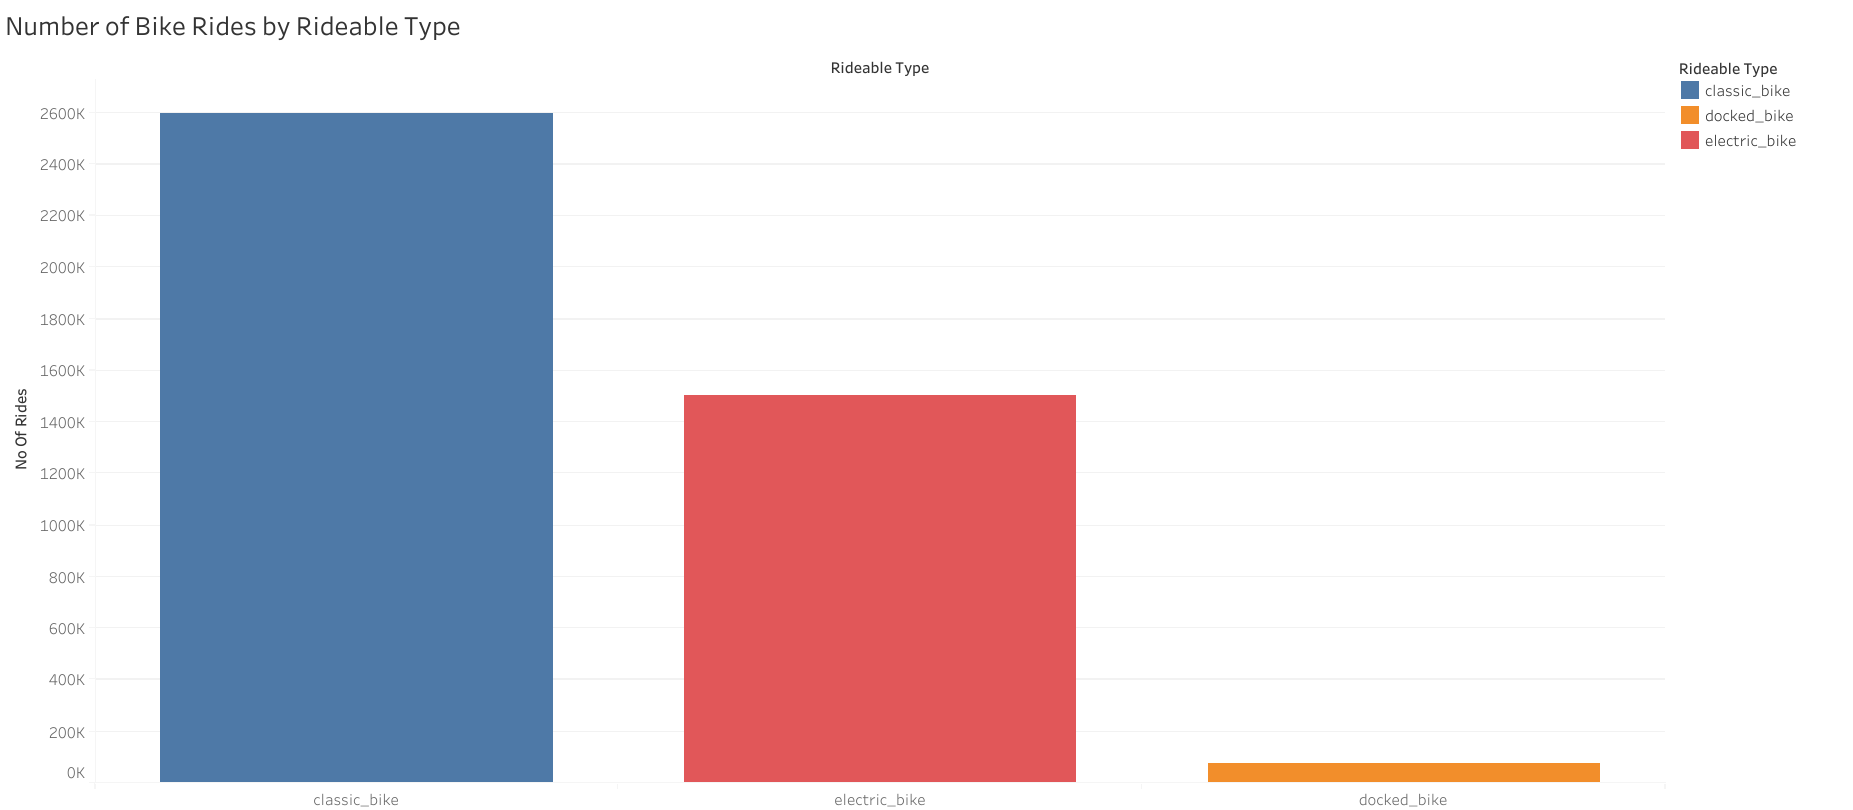 Number of Bike Rides by Rideable Type
Rideable Type
Rideable Type
classic_bike
docked_bike
electric_bike
No Of Rides
2600K
2400K
2200K
2000K
1800K
1600K
1400K
1200K
1000K
800K
600K
400K
200K
0K
classic_bike
electric_bike
docked_bike